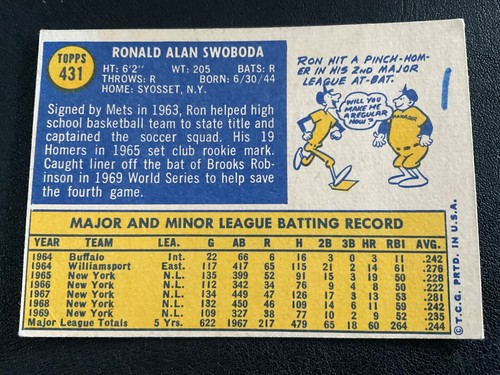 TOPPS
431
RONALD ALAN SWOBODA
HT: 6'2" WT: 205 BATS: R
THROWS: R BORN: 6/30/44
HOME: SYOSSET, N.Y.
Signed by Mets in 1963, Ron helped high
school basketball team to state title and
captained the soccer squad. His 19
Homers in 1965 set club rookie mark.
Caught liner off the bat of Brooks Rob-
inson in 1969 World Series to help save
the fourth game.
RON HIT A PINCH-HOM-
ER IN HIS 2ND MAJOR
LEAGUE AT-BAT.
WILL YOU
MAKE ME
A REGULAR
NOW?
MANAGER
MAJOR AND MINOR LEAGUE BATTING RECORD
YEAR TEAM LEA. G AB R H 2B 3B HR RBI AVG.
1964 Buffalo Int. 22 66 6 16 3 0 3 11 .242
1964 Williamsport East. 117 417 65 115 21 2 14 61 .276
1965 New York N.L. 135 399 52 91 15 3 19 50 .228
1966 New York N.L. 112 342 34 76 9 4 8 50 .222
1967 New York N.L. 134 449 47 126 17 3 13 53 .281
1968 New York N.L. 132 450 46 109 14 6 11 59 .242
1969 New York N.L. 109 327 38 77 10 2 9 52 .235
Major League Totals 5 Yrs. 622 1967 217 479 65 18 60 264 .244
© T.C.G. PRTD. IN U.S.A.